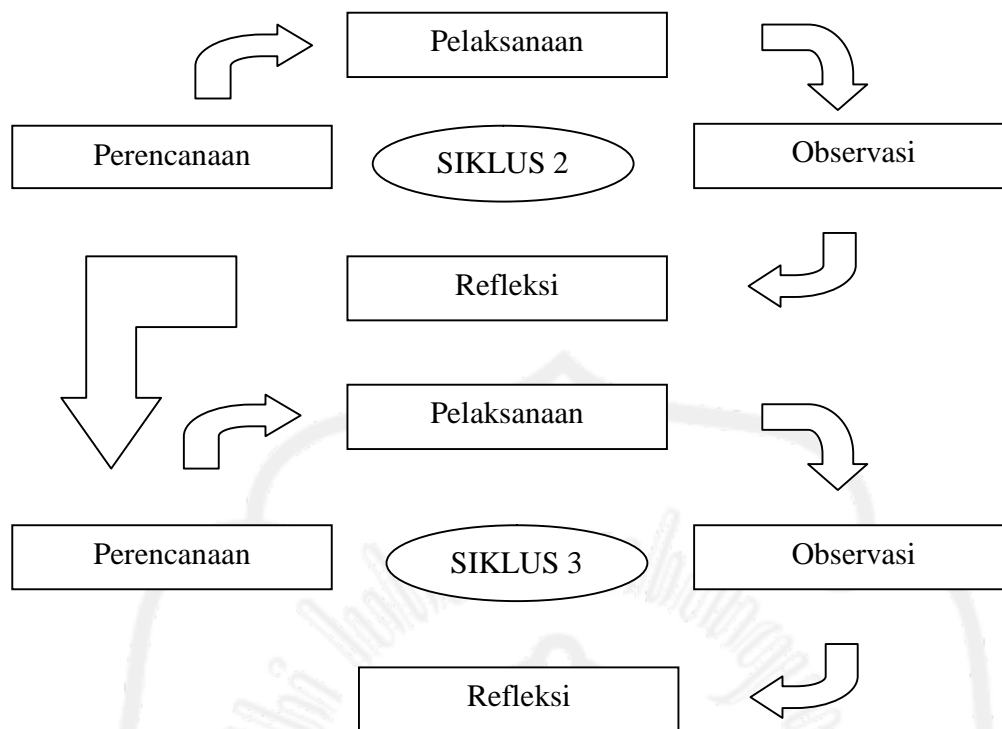 Pelaksanaan
Perencanaan
SIKLUS 2
Observasi
Refleksi
Pelaksanaan
Perencanaan
SIKLUS 3
Observasi
Refleksi